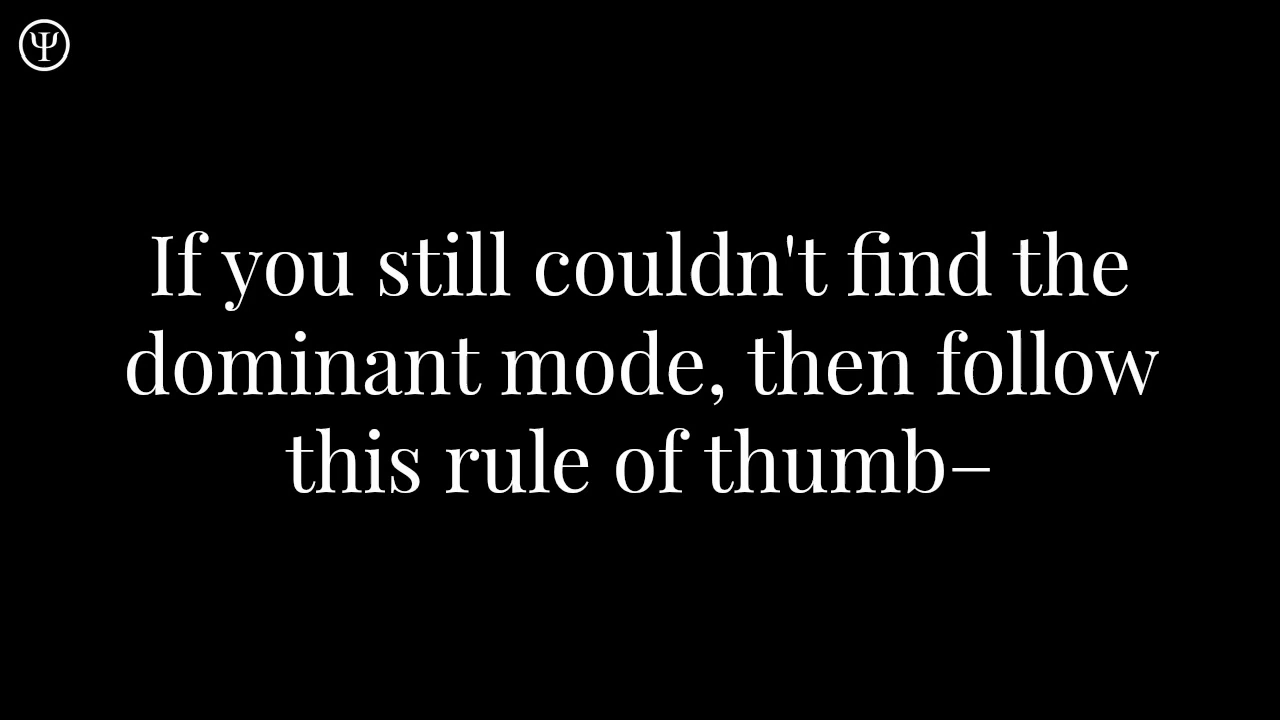 Ψ
If you still couldn't find the
dominant mode, then follow
this rule of thumb–